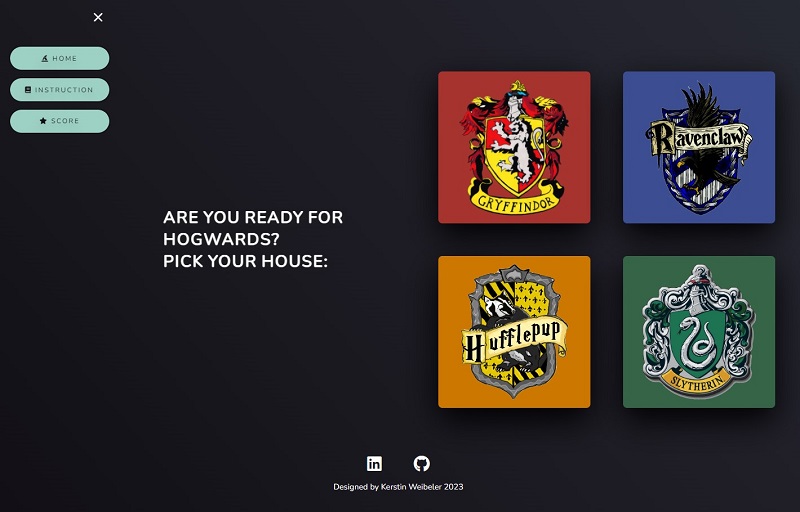 HOME
INSTRUCTION
SCORE
ARE YOU READY FOR
HOGWARDS?
PICK YOUR HOUSE:
GRYFFINDOR
Ravenclaw
Hufflepup
SLYTHERIN
in
Designed by Kerstin Weibeler 2023